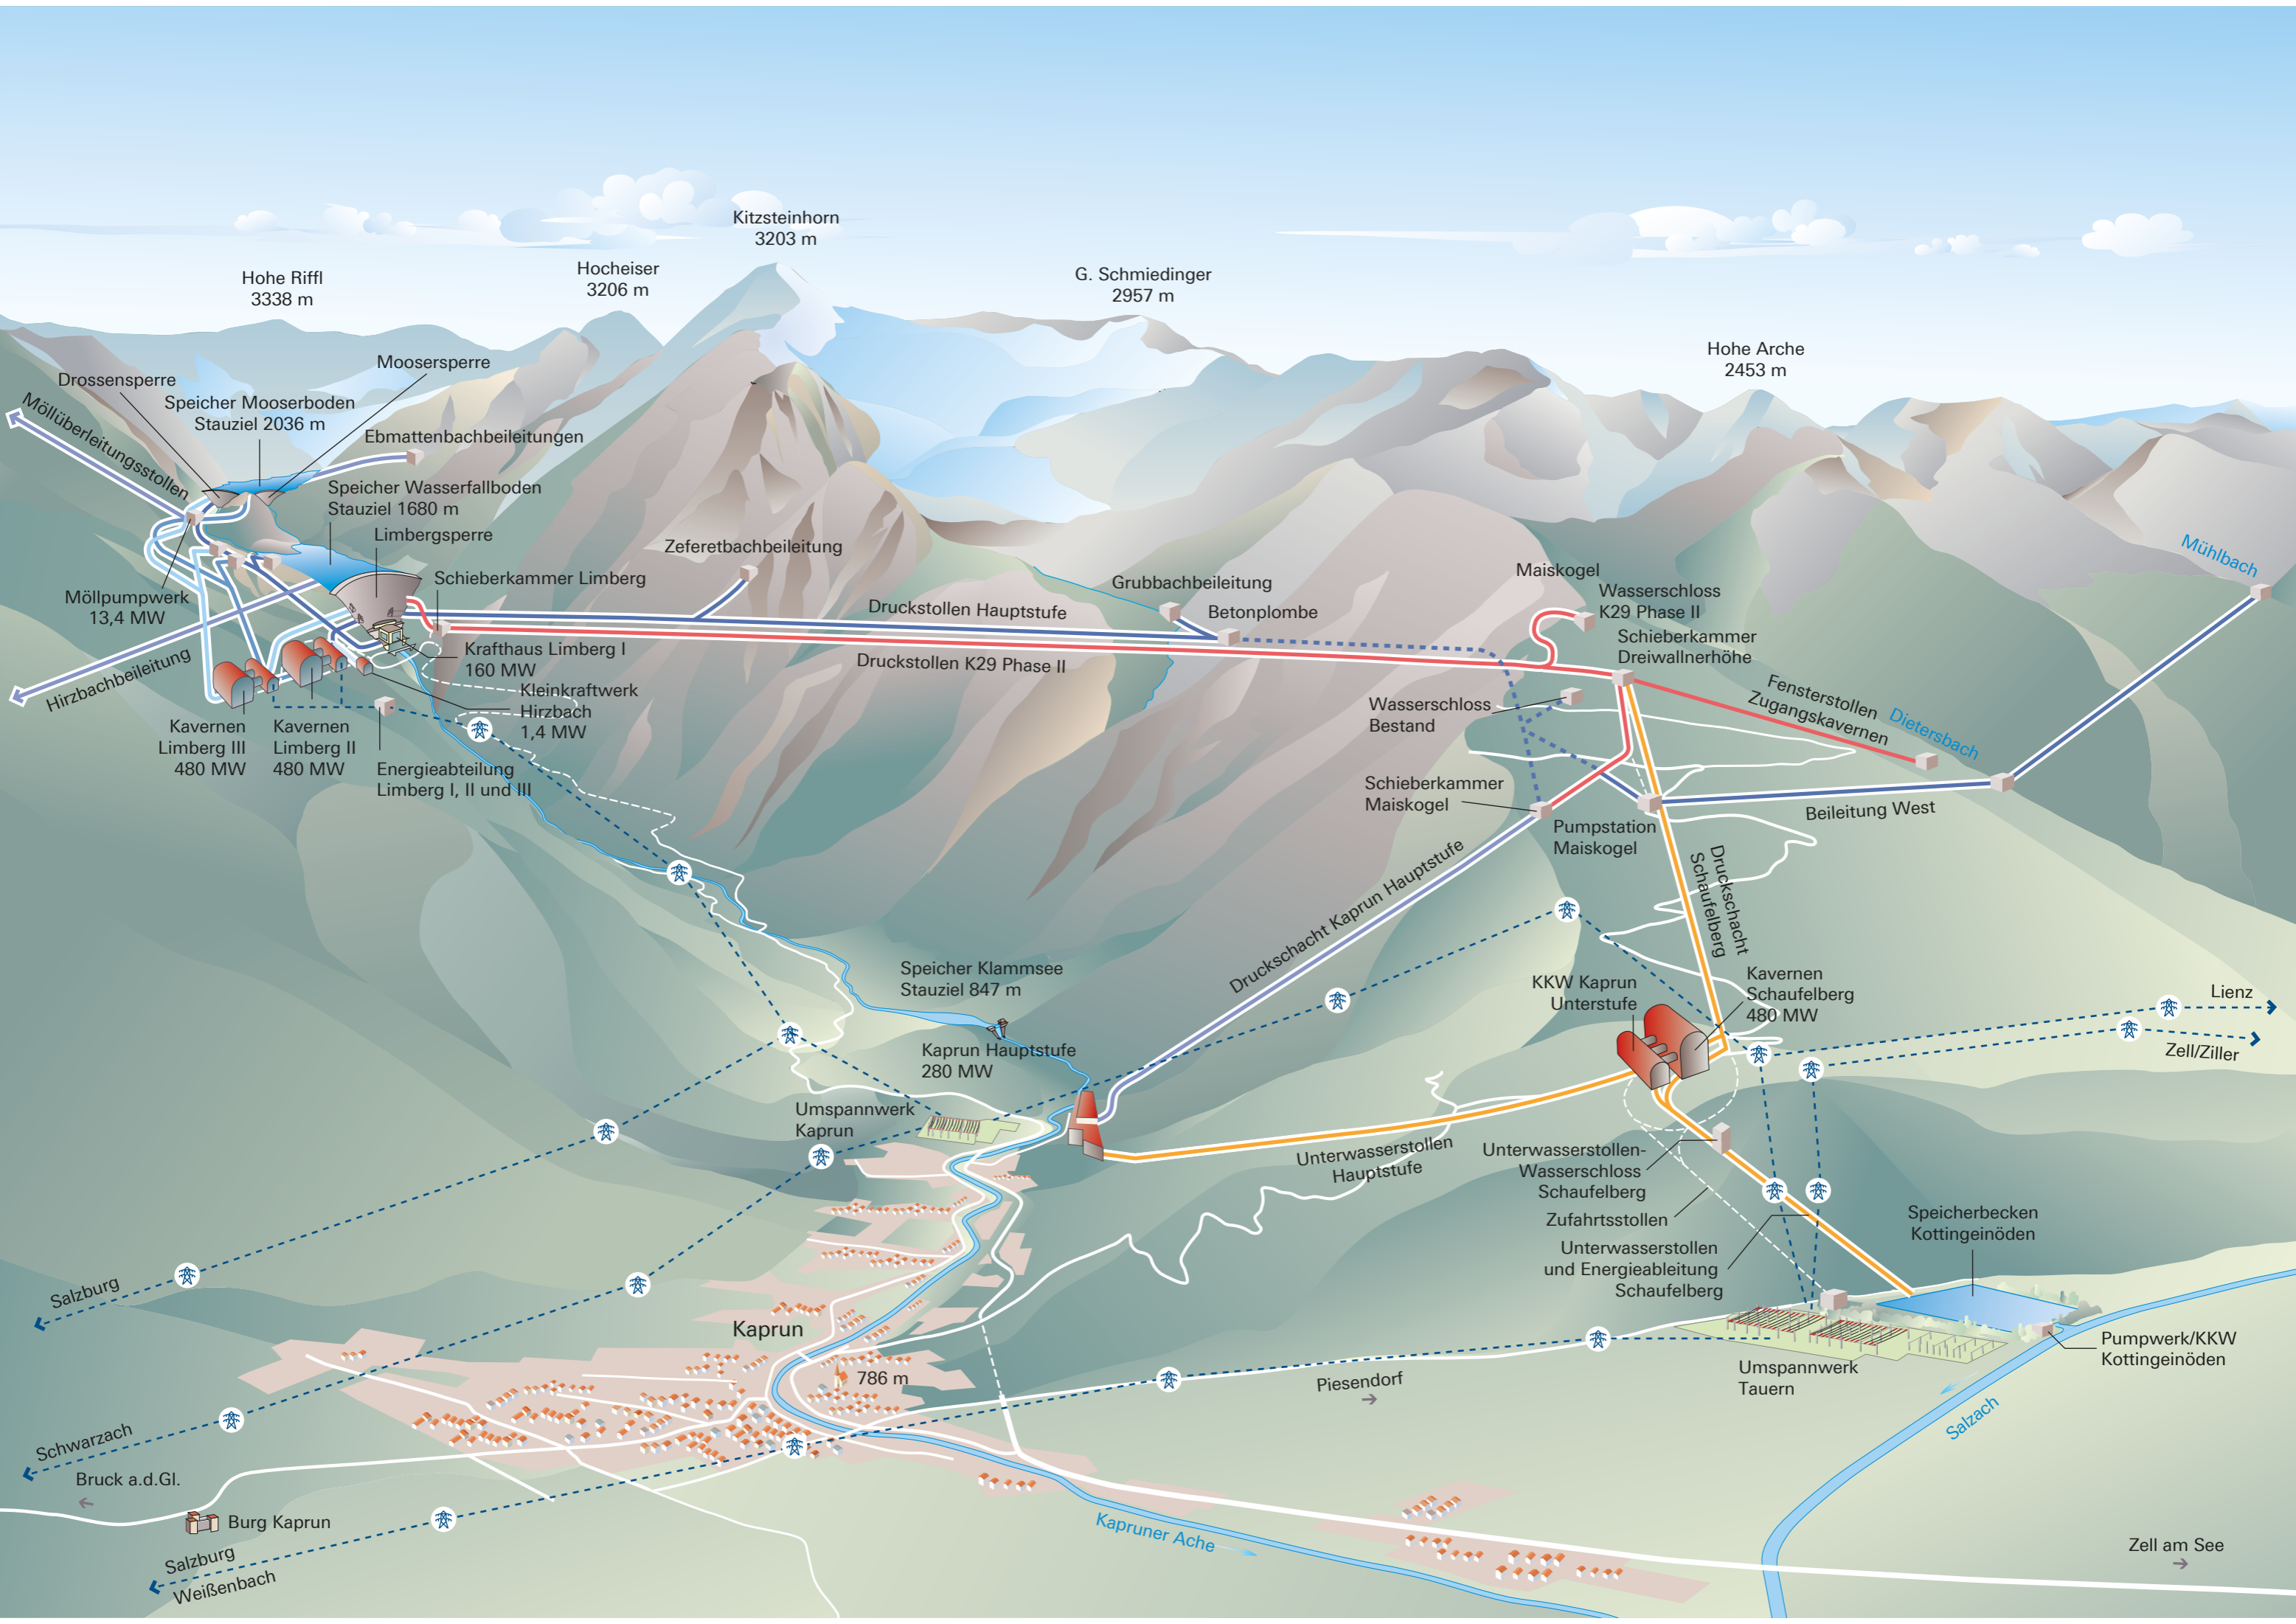 Kitzsteinhorn
3203 m
Hocheiser
3206 m
Hohe Riffl
3338 m
G. Schmiedinger
2957 m
Hohe Arche
2453 m
Moosersperre
Drossensperre
Speicher Mooserboden
Stauziel 2036 m
Möllüberleitungsstollen
Ebmattenbachbeileitungen
Speicher Wasserfallboden
Stauziel 1680 m
Limbergsperre
Zeferetbachbeileitung
Schieberkammer Limberg
Möllpumpwerk
13,4 MW
Hirzbachbeileitung
Krafthaus Limberg I
160 MW
Kleinkraftwerk
Hirzbach
1,4 MW
Kavernen
Limberg III
480 MW
Kavernen
Limberg II
480 MW
Energieabteilung
Limberg I, II und III
Druckstollen Hauptstufe
Druckstollen K29 Phase II
Grubbachbeileitung
Betonplombe
Maiskogel
Wasserschloss
K29 Phase II
Schieberkammer
Dreiwallnerhöhe
Mühlbach
Fensterstollen
Zugangskavernen
Dietersbach
Wasserschloss
Bestand
Schieberkammer
Maiskogel
Pumpstation
Maiskogel
Beileitung West
Druckschacht
Schaufelberg
Druckschacht Kaprun Hauptstufe
Speicher Klammsee
Stauziel 847 m
KKW Kaprun
Unterstufe
Kavernen
Schaufelberg
480 MW
Lienz
Zell/Ziller
Kaprun Hauptstufe
280 MW
Umspannwerk
Kaprun
Unterwasserstollen
Hauptstufe
Unterwasserstollen-
Wasserschloss
Schaufelberg
Zufahrtsstollen
Unterwasserstollen
und Energieableitung
Schaufelberg
Speicherbecken
Kottingeinöden
Salzburg
Kaprun
786 m
Piesendorf
Umspannwerk
Tauern
Pumpwerk/KKW
Kottingeinöden
Salzach
Schwarzach
Bruck a.d.Gl.
Burg Kaprun
Salzburg
Weißenbach
Kapruner Ache
Zell am See